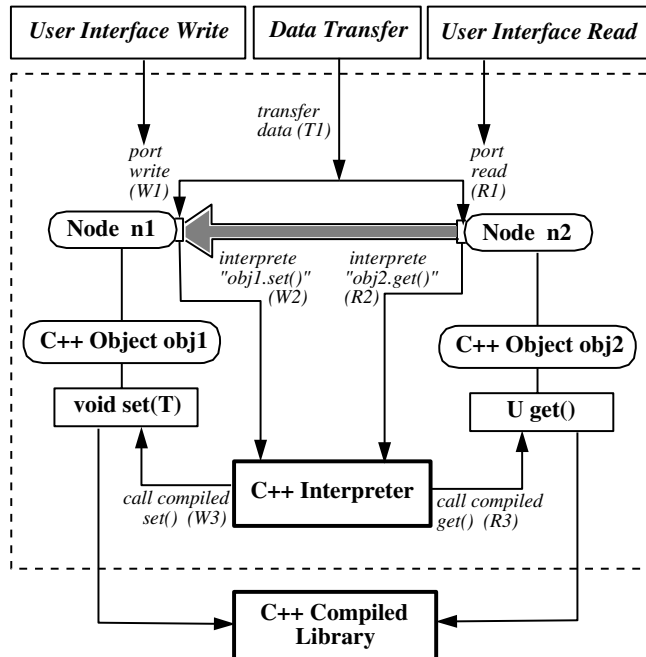 User Interface Write
Data Transfer
User Interface Read
transfer
data (T1)
port
write
(W1)
port
read
(R1)
Node n1
Node n2
interprete
"obj1.set()"
(W2)
interprete
"obj2.get()"
(R2)
C++ Object obj1
C++ Object obj2
void set(T)
U get()
C++ Interpreter
call compiled
set() (W3)
call compiled
get() (R3)
C++ Compiled
Library